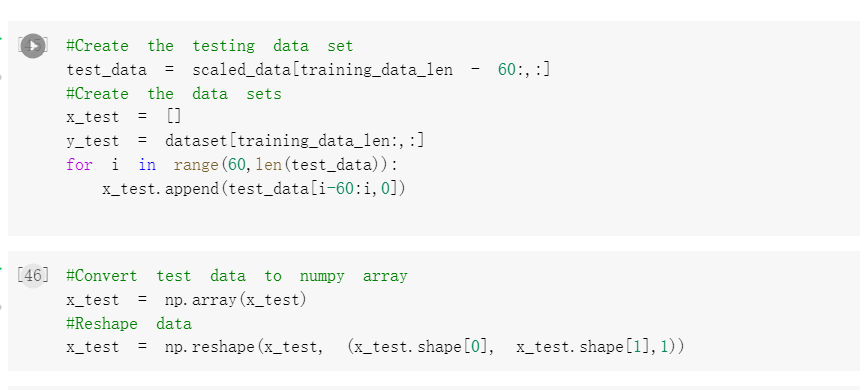 #Create the testing data set
test_data = scaled_data[training_data_len - 60:,:]
#Create the data sets
x_test = []
y_test = dataset[training_data_len:,:]
for i in range(60,len(test_data)):
    x_test.append(test_data[i-60:i,0])
[46] #Convert test data to numpy array
x_test = np.array(x_test)
#Reshape data
x_test = np.reshape(x_test, (x_test.shape[0], x_test.shape[1],1))